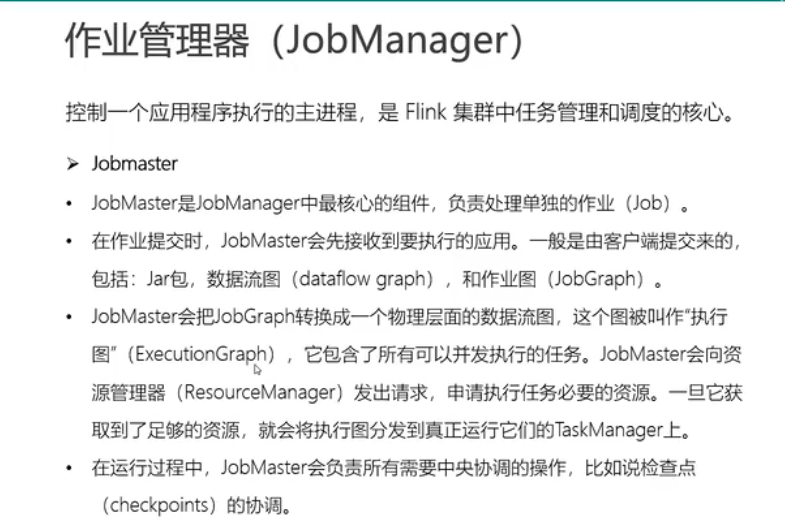 作业管理器（JobManager）
控制一个应用程序执行的主进程，是 Flink 集群中任务管理和调度的核心。
➢ Jobmaster
• JobMaster是JobManager中最核心的组件，负责处理单独的作业（Job）。
• 在作业提交时，JobMaster会先接收到要执行的应用。一般是由客户端提交来的，
包括：Jar包，数据流图（dataflow graph），和作业图（JobGraph）。
• JobMaster会把JobGraph转换成一个物理层面的数据流图，这个图被叫作“执行
图”（ExecutionGraph），它包含了所有可以并发执行的任务。JobMaster会向资
源管理器（ResourceManager）发出请求，申请执行任务必要的资源。一旦它获
取到了足够的资源，就会将执行图分发到真正运行它们的TaskManager上。
• 在运行过程中，JobMaster会负责所有需要中央协调的操作，比如说检查点
（checkpoints）的协调。